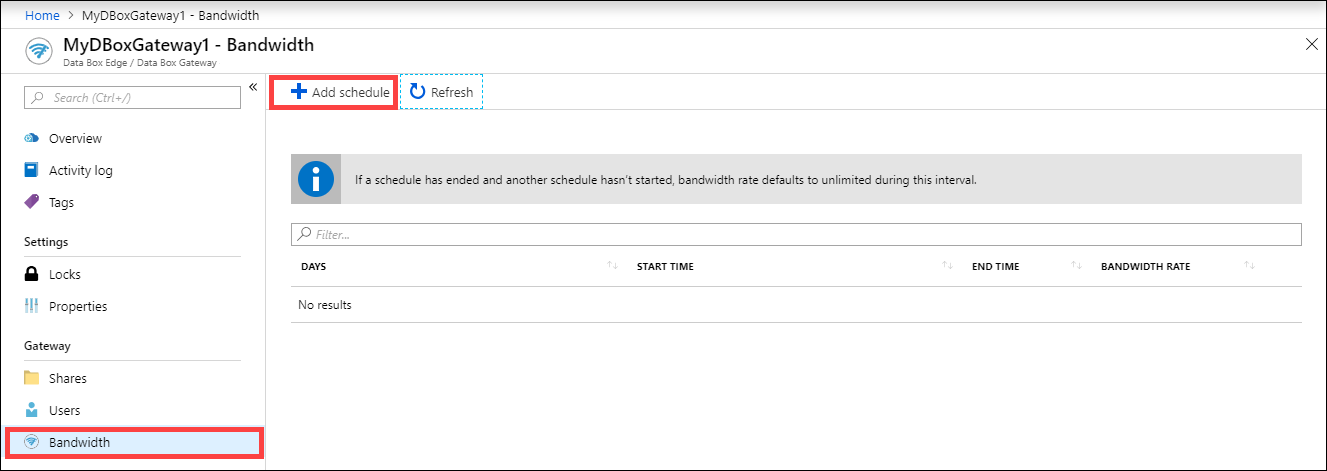 Home > MyDBoxGateway1 - Bandwidth
MyDBoxGateway1 - Bandwidth
Data Box Edge / Data Box Gateway
Search (Ctrl+/)
«
Overview
Activity log
Tags
Settings
Locks
Properties
Gateway
Shares
Users
Bandwidth
Add schedule
Refresh
If a schedule has ended and another schedule hasn't started, bandwidth rate defaults to unlimited during this interval.
Filter...
DAYS START TIME END TIME BANDWIDTH RATE
No results